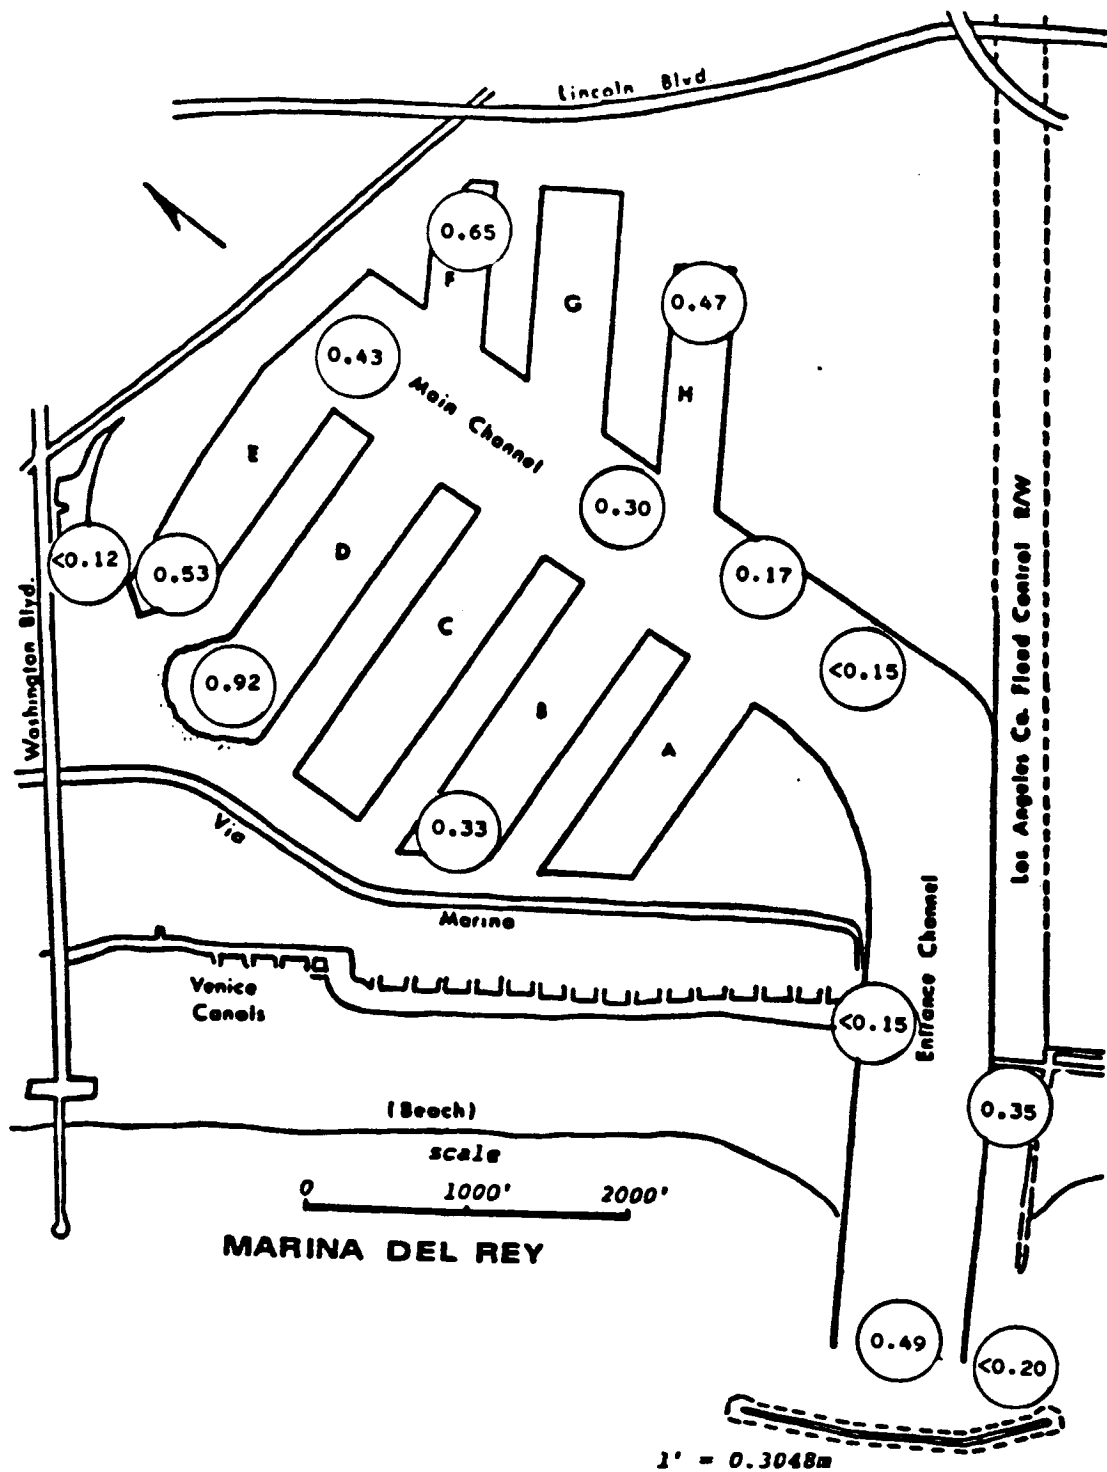 Lincoln Blvd
0.65
F
G
0.47
0.43
Main Channel
H
E
0.30
Los Angeles Co. Flood Control R/W
<0.12
0.53
D
0.17
Washington Blvd.
C
<0.15
0.92
B
A
Via
0.33
Marina
Entrance Channel
Venice
Canals
<0.15
(Beach)
0.35
scale
0 1000' 2000'
MARINA DEL REY
0.49
<0.20
1' = 0.3048m